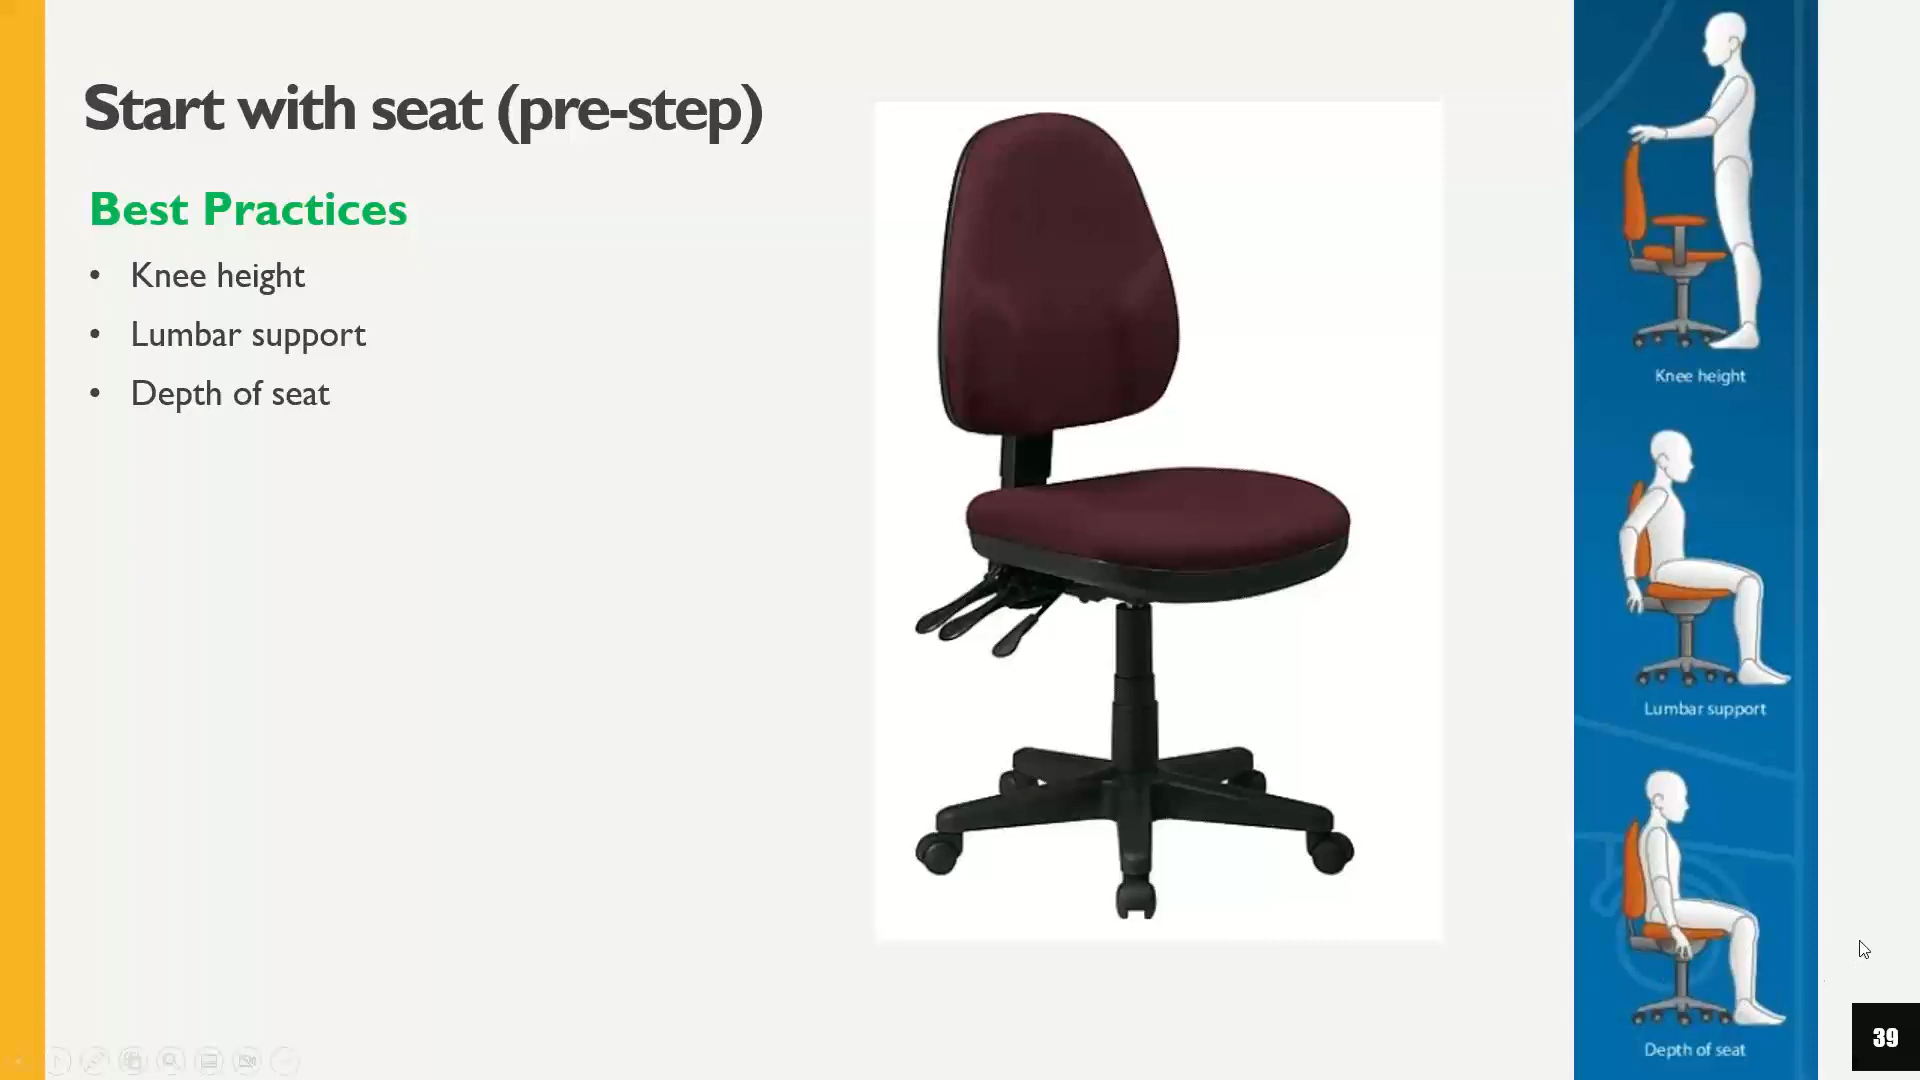 Start with seat (pre-step)
Best Practices
• Knee height
• Lumbar support
• Depth of seat
Knee height
Lumbar support
Depth of seat
39